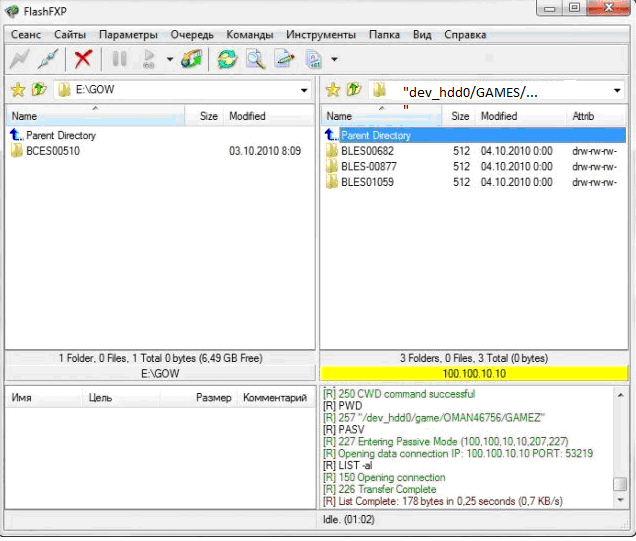 FlashFXP
Сеанс Сайты Параметры Очередь Команды Инструменты Папка Вид Справка
E:\GOW
"dev_hdd0/GAMES/...
"
Name Size Modified
Name Size Modified Attrib
Parent Directory
BCES00510 03.10.2010 8:09
Parent Directory
BLES00682 512 04.10.2010 0:00 drw-rw-rw-
BLES-00877 512 04.10.2010 0:00 drw-rw-rw-
BLES01059 512 04.10.2010 0:00 drw-rw-rw-
1 Folder, 0 Files, 1 Total 0 bytes (6,49 GB Free)
E:\GOW
3 Folders, 0 Files, 3 Total (0 bytes)
100.100.10.10
Имя Цель Размер Комментарий
[R] 250 CWD command successful
[R] PWD
[R] 257 "/dev_hdd0/game/OMAN46756/GAMEZ"
[R] PASV
[R] 227 Entering Passive Mode (100,100,10,10,207,227)
[R] Opening data connection IP: 100.100.10.10 PORT: 53219
[R] LIST -al
[R] 150 Opening connection
[R] 226 Transfer Complete
[R] List Complete: 178 bytes in 0,25 seconds (0,7 KB/s)
Idle. (01:02)